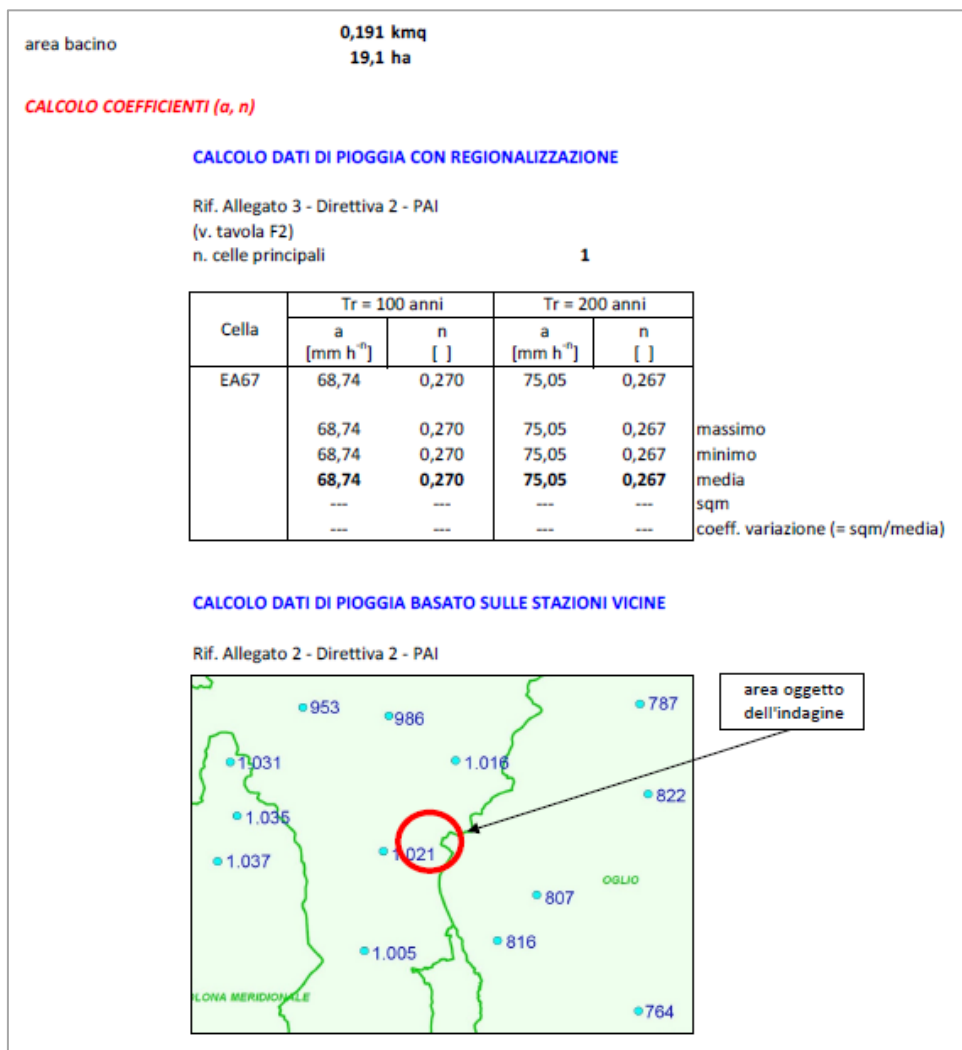 area bacino 0,191 kmq
19,1 ha
CALCOLO COEFFICIENTI (a, n)
CALCOLO DATI DI PIOGGIA CON REGIONALIZZAZIONE
Rif. Allegato 3 - Direttiva 2 - PAI
(v. tavola F2)
n. celle principali 1
Cella Tr = 100 anni Tr = 200 anni
a n a n
[mm h⁻ⁿ] [ ] [mm h⁻ⁿ] [ ]
EA67 68,74 0,270 75,05 0,267
68,74 0,270 75,05 0,267 massimo
68,74 0,270 75,05 0,267 minimo
68,74 0,270 75,05 0,267 media
--- --- --- --- sqm
--- --- --- --- coeff. variazione (= sqm/media)
CALCOLO DATI DI PIOGGIA BASATO SULLE STAZIONI VICINE
Rif. Allegato 2 - Direttiva 2 - PAI
area oggetto
dell'indagine
953
986
787
1.031
1.016
822
1.035
1.037
1.021
OGLIO
807
816
1.005
LONA MERIDIONALE
764